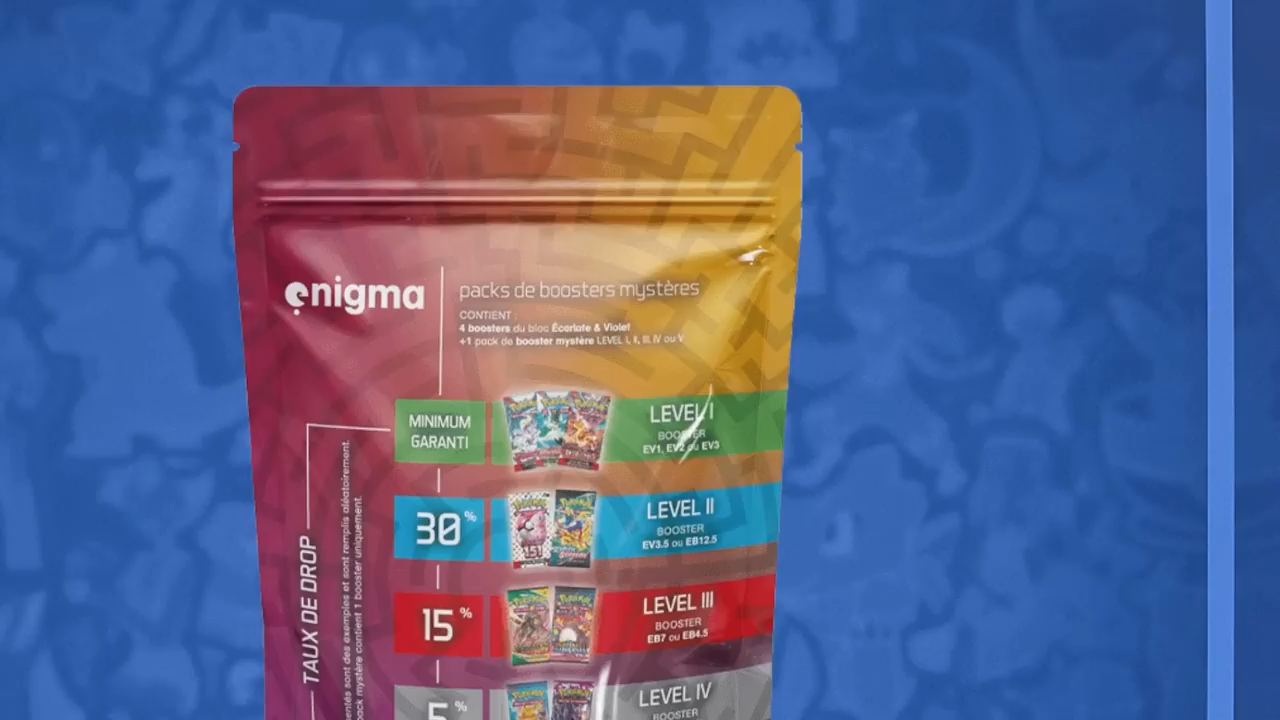 enigma
packs de boosters mystères
CONTIENT :
4 boosters du bloc Écarlate & Violet
+1 pack de booster mystère LEVEL I, II, III, IV ou V
MINIMUM
GARANTI
LEVEL I
BOOSTER
EV1, EV2 ou EV3
30%
LEVEL II
BOOSTER
EV3.5 ou EB12.5
15%
LEVEL III
BOOSTER
EB7 ou EB4.5
5%
LEVEL IV
BOOSTER
TAUX DE DROP
sont des exemples et sont remplis aléatoirement.
pack mystère contient 1 booster uniquement.